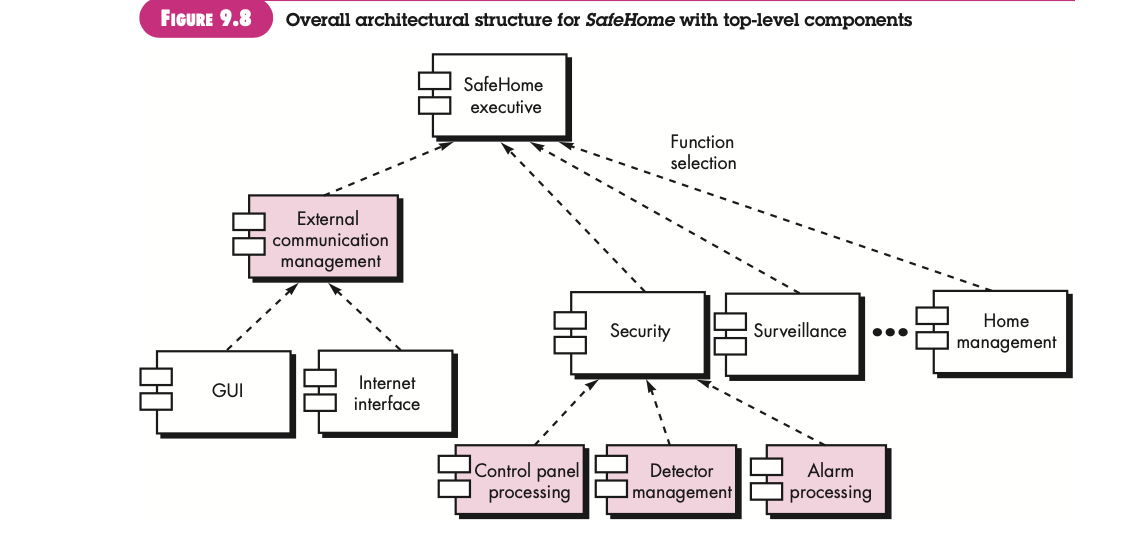 FIGURE 9.8
Overall architectural structure for SafeHome with top-level components
SafeHome
executive
Function
selection
External
communication
management
Security
Surveillance
Home
management
GUI
Internet
interface
Control panel
processing
Detector
management
Alarm
processing